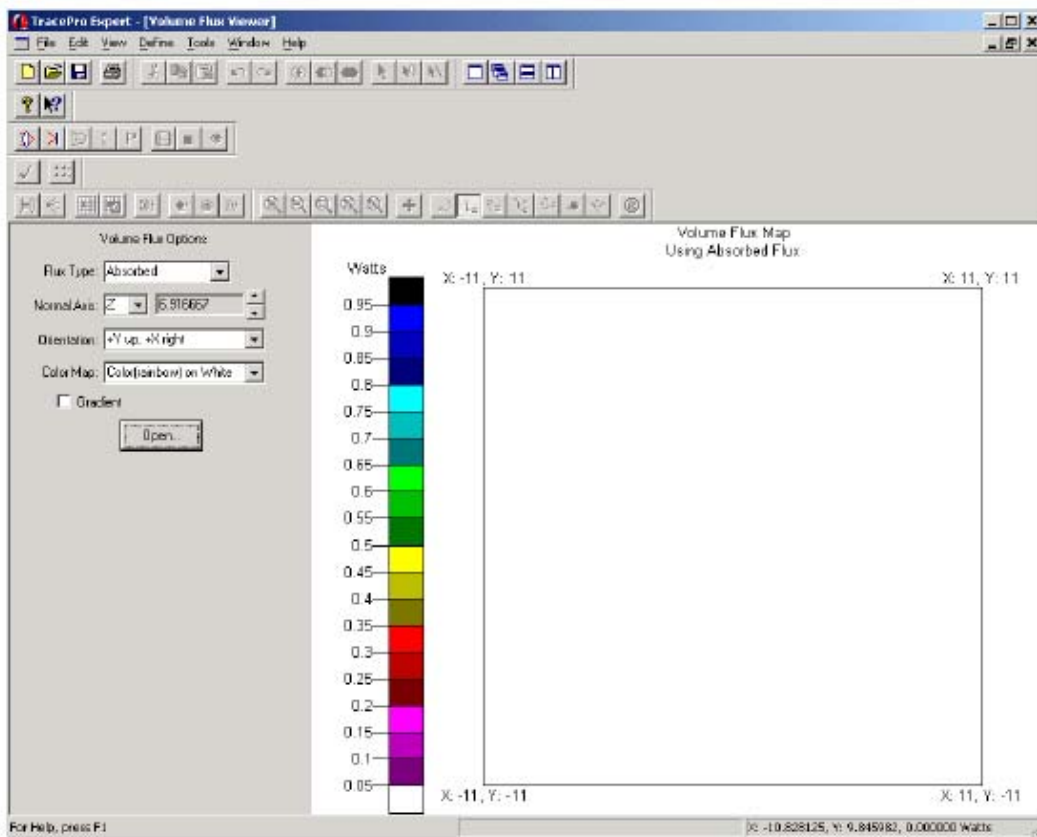 TracePro Expert - [Volume Flux Viewer]
File Edit View Define Tools Window Help
Volume Flux Options
Flux Type: Absorbed
Normal Axis: Z 6.916667
Orientation: +Y up, +X right
Color Map: Color(rainbow) on White
Gradient
Open...
Volume Flux Map
Using Absorbed Flux
Watts
X: -11, Y: 11
X: 11, Y: 11
0.95
0.9
0.85
0.8
0.75
0.7
0.65
0.6
0.55
0.5
0.45
0.4
0.35
0.3
0.25
0.2
0.15
0.1
0.05
X: -11, Y: -11
X: 11, Y: -11
For Help, press F1
X: -10.828125, Y: 9.845982, 0.000000 Watts